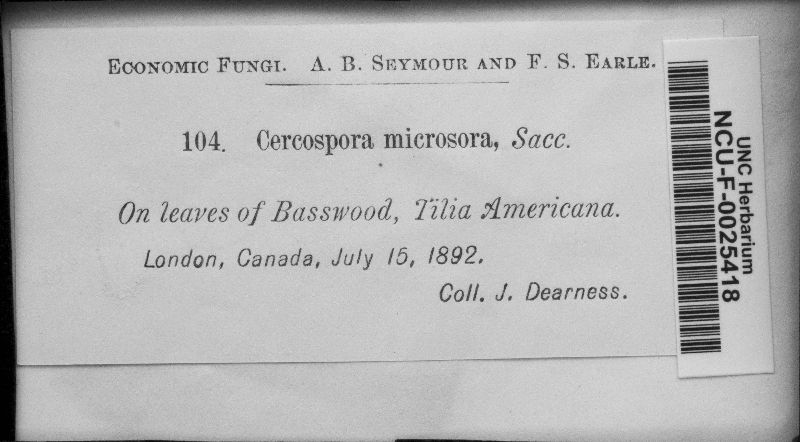 Economic Fungi. A. B. Seymour and F. S. Earle.
104. Cercospora microsora, Sacc.
On leaves of Basswood, Tilia Americana.
London, Canada, July 15, 1892.
Coll. J. Dearness.
UNC Herbarium
NCU-F-0025418